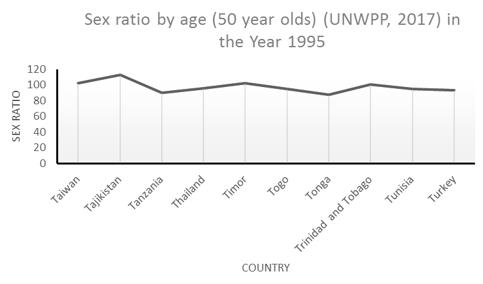 Sex ratio by age (50 year olds) (UNWPP, 2017) in
the Year 1995
120
100
80
60
40
20
0
SEX RATIO
Taiwan
Tajikistan
Tanzania
Thailand
Timor
Togo
Tonga
Trinidad and Tobago
Tunisia
Turkey
COUNTRY